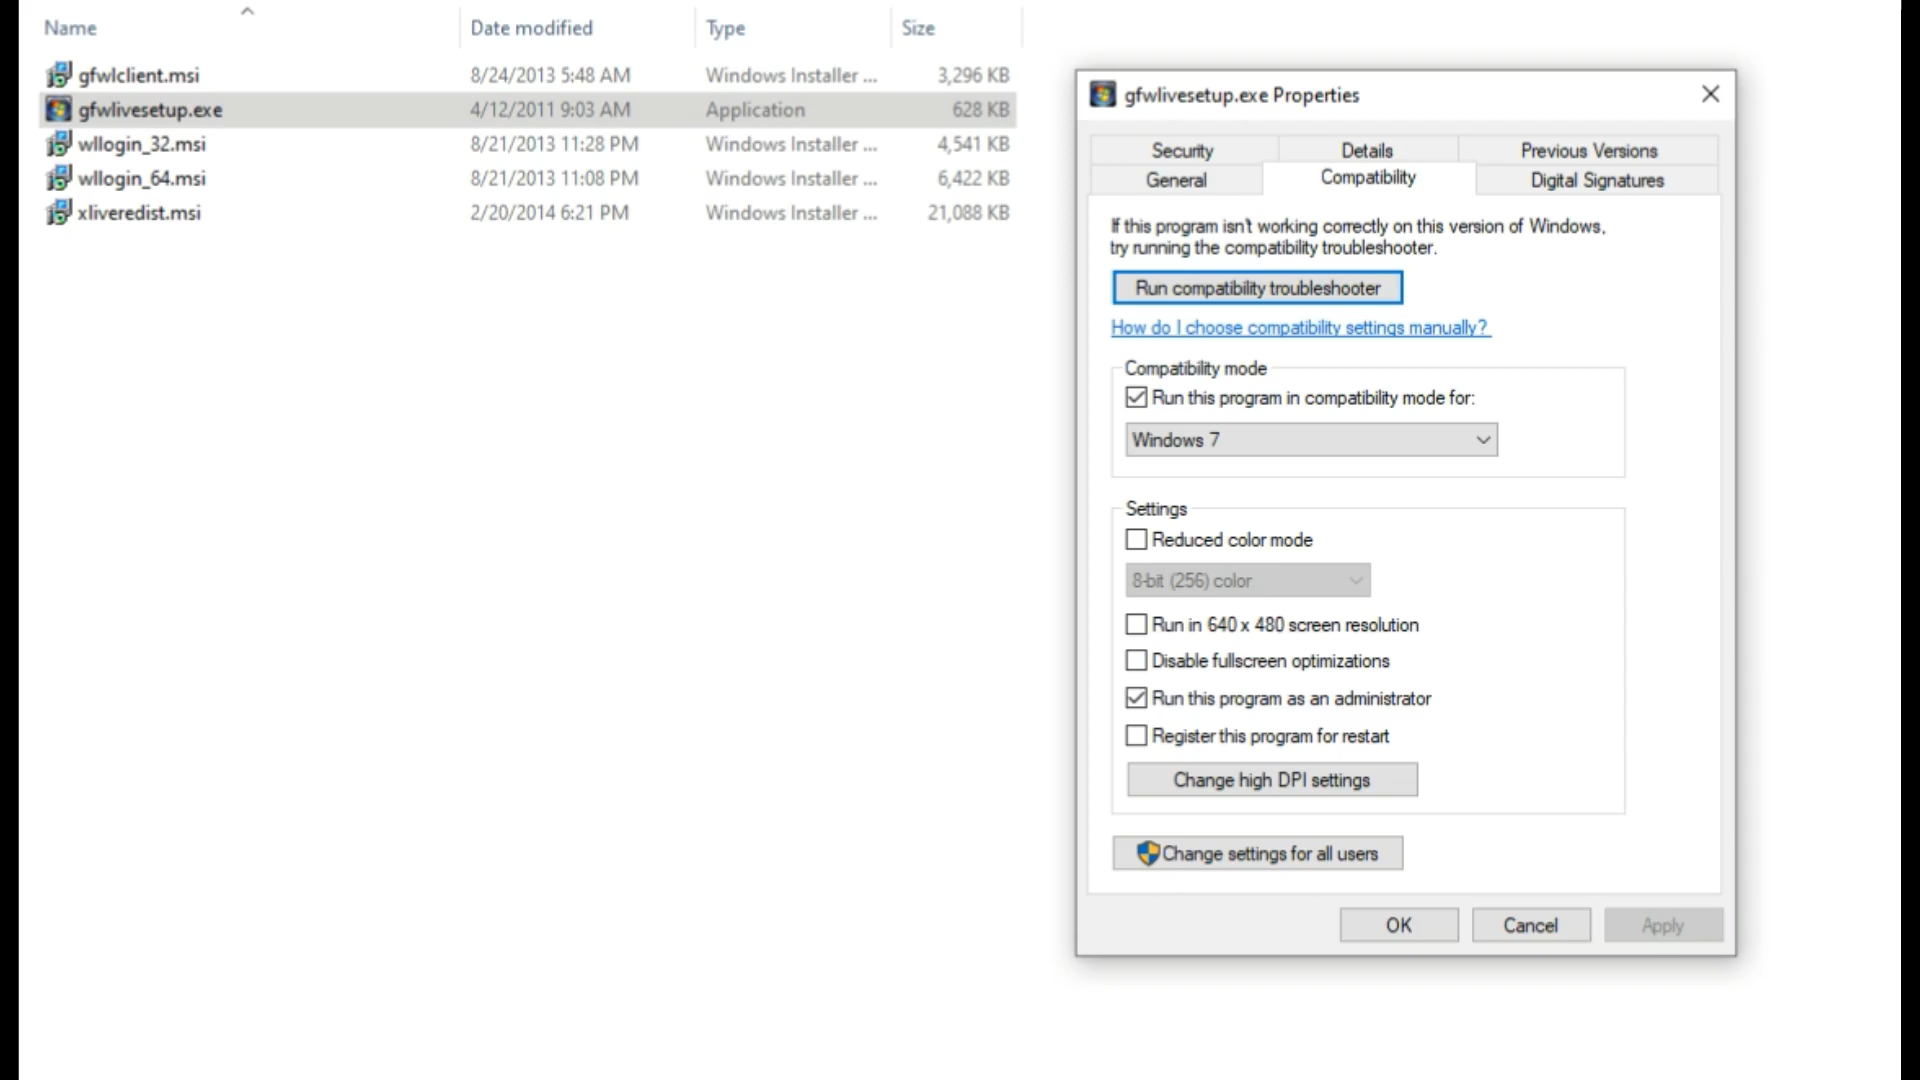 Name Date modified Type Size
gfwlclient.msi 8/24/2013 5:48 AM Windows Installer ... 3,296 KB
gfwlivesetup.exe 4/12/2011 9:03 AM Application 628 KB
wllogin_32.msi 8/21/2013 11:28 PM Windows Installer ... 4,541 KB
wllogin_64.msi 8/21/2013 11:08 PM Windows Installer ... 6,422 KB
xliveredist.msi 2/20/2014 6:21 PM Windows Installer ... 21,088 KB
gfwlivesetup.exe Properties
Security Details Previous Versions
General Compatibility Digital Signatures
If this program isn't working correctly on this version of Windows,
try running the compatibility troubleshooter.
Run compatibility troubleshooter
How do I choose compatibility settings manually?
Compatibility mode
Run this program in compatibility mode for:
Windows 7
Settings
Reduced color mode
8-bit (256) color
Run in 640 x 480 screen resolution
Disable fullscreen optimizations
Run this program as an administrator
Register this program for restart
Change high DPI settings
Change settings for all users
OK Cancel Apply